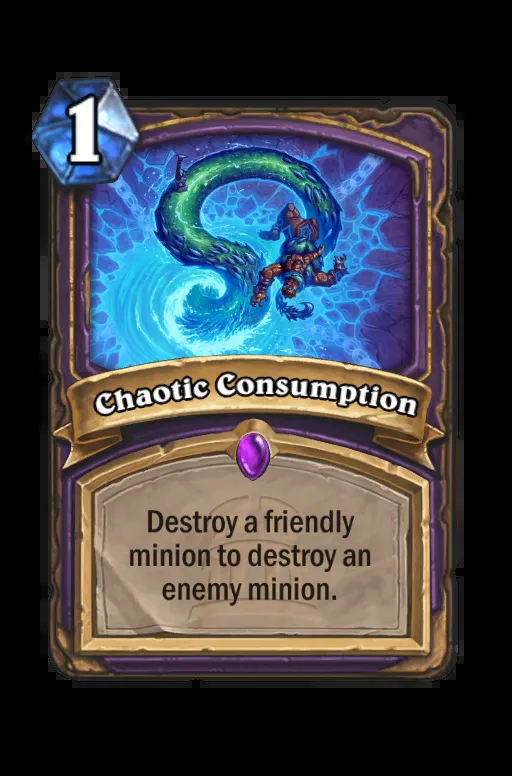 1
Chaotic Consumption
Destroy a friendly
minion to destroy an
enemy minion.